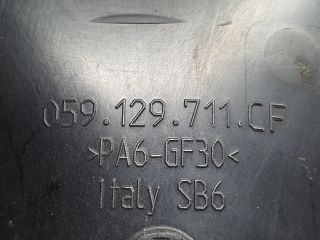 059.129.711.CF
>PA6-GF30<
Italy SB6